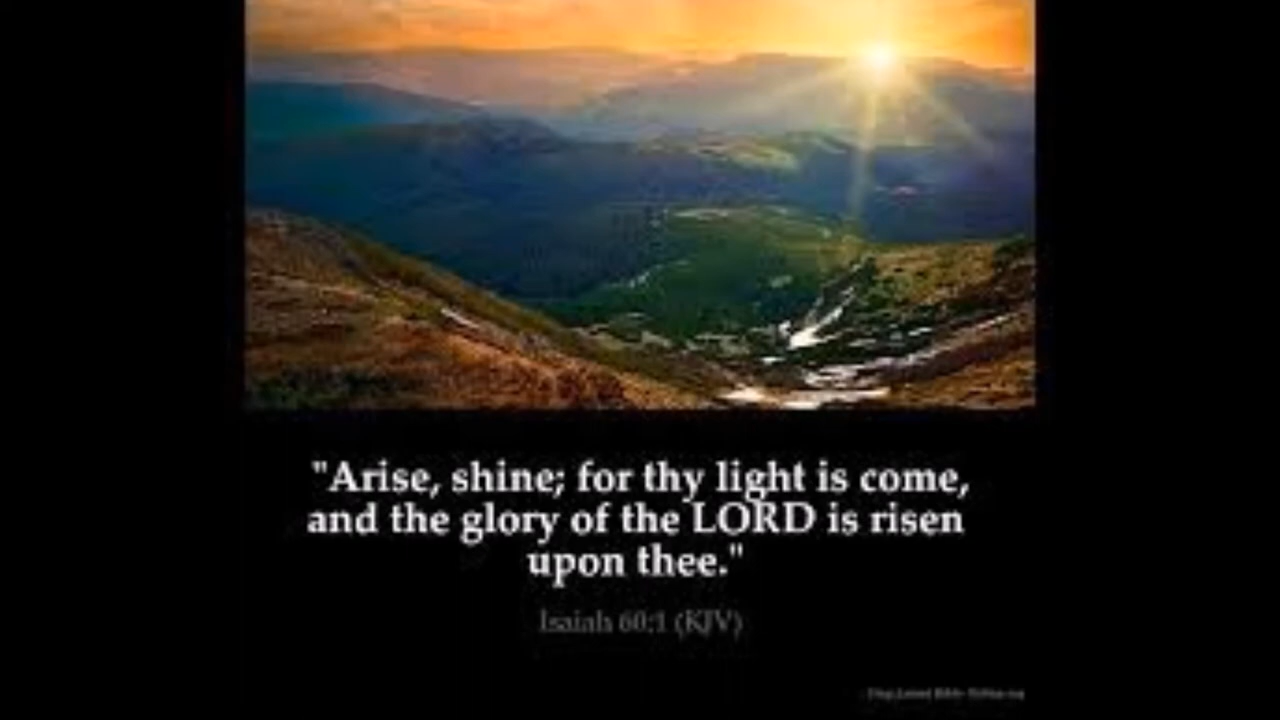 "Arise, shine; for thy light is come,
and the glory of the LORD is risen
upon thee."
Isaiah 60:1 (KJV)